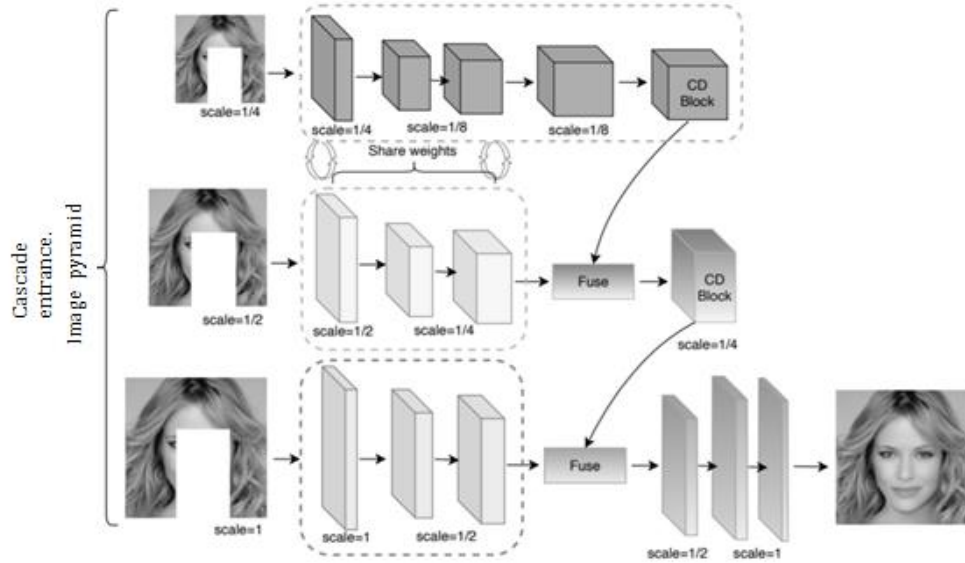 Cascade
entrance.
Image pyramid
scale=1/4
scale=1/4
scale=1/8
scale=1/8
CD
Block
Share weights
scale=1/2
scale=1/2
scale=1/4
Fuse
CD
Block
scale=1/4
scale=1
scale=1
scale=1/2
Fuse
scale=1/2
scale=1